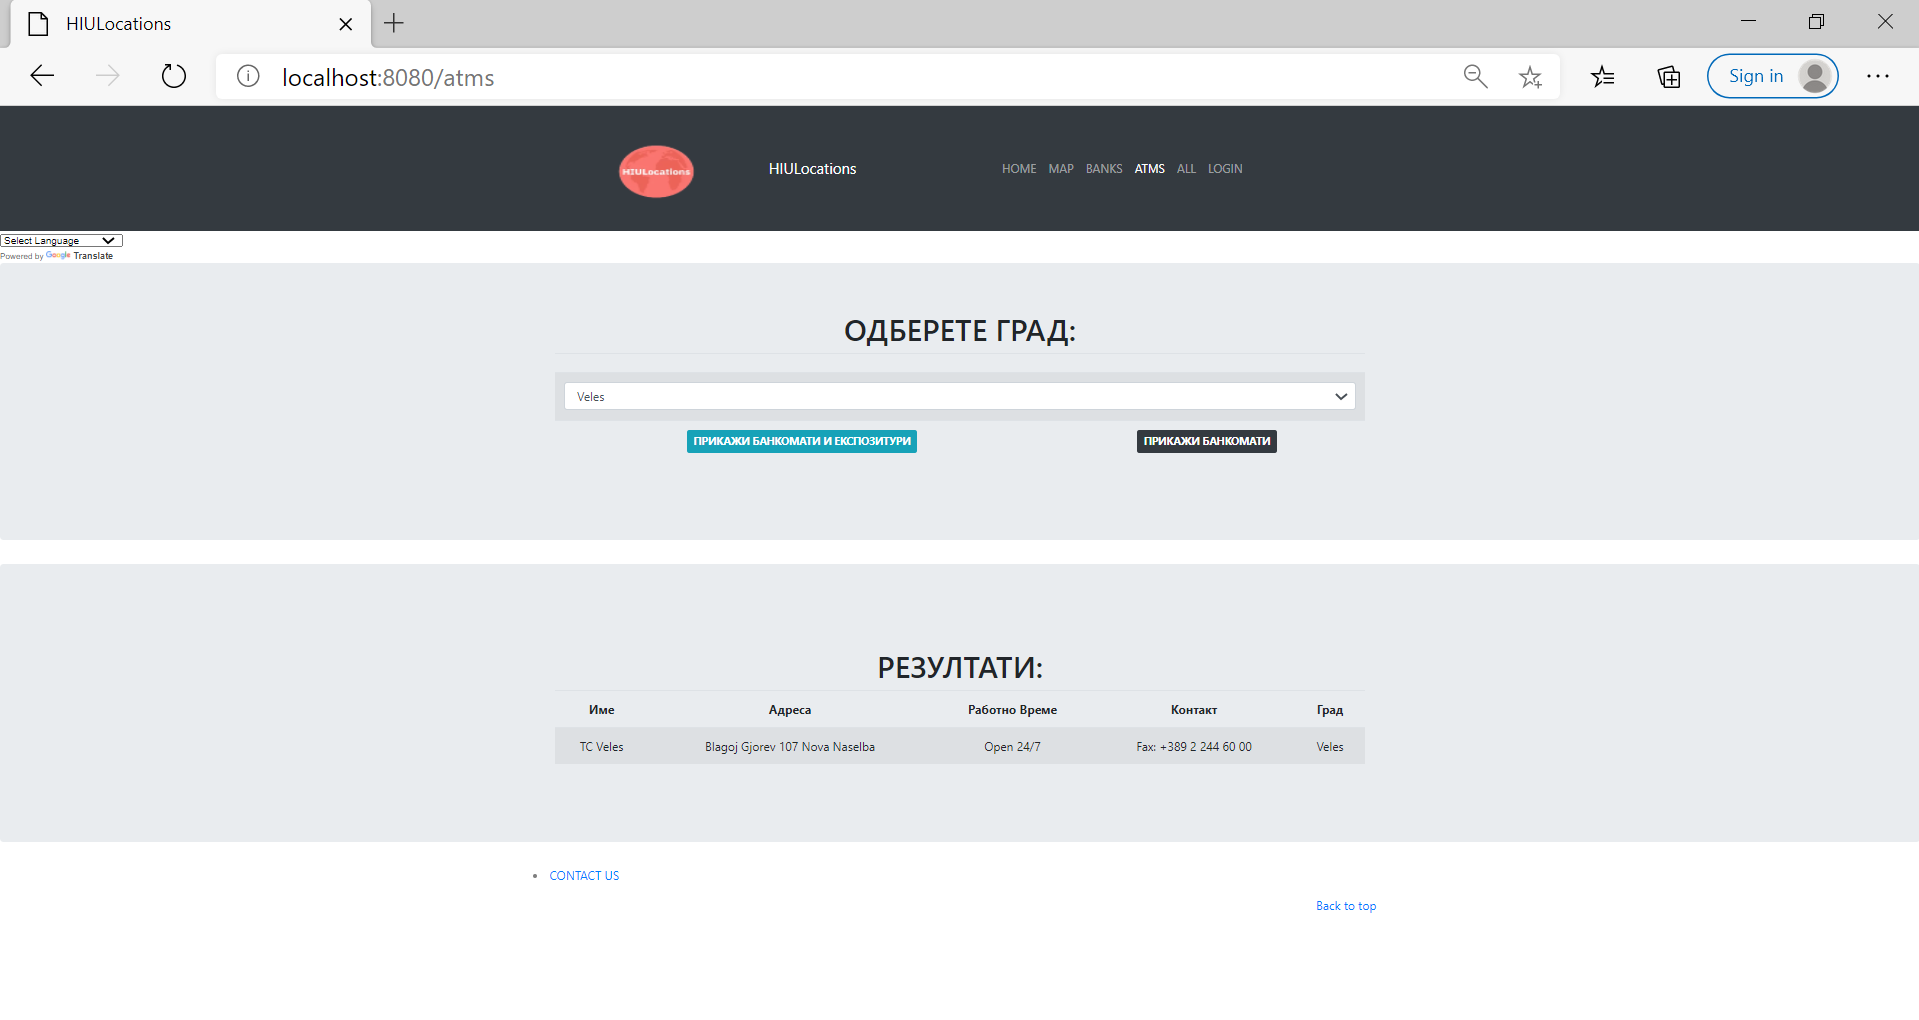 HIULocations
localhost:8080/atms
Sign in
HIULocations
HIULocations
HOME MAP BANKS ATMS ALL LOGIN
Select Language
Powered by Google Translate
ОДБЕРЕТЕ ГРАД:
Veles
ПРИКАЖИ БАНКОМАТИ И ЕКСПОЗИТУРИ ПРИКАЖИ БАНКОМАТИ
РЕЗУЛТАТИ:
Име Адреса Работно Време Контакт Град
TC Veles Blagoj Gjorev 107 Nova Naselba Open 24/7 Fax: +389 2 244 60 00 Veles
CONTACT US
Back to top